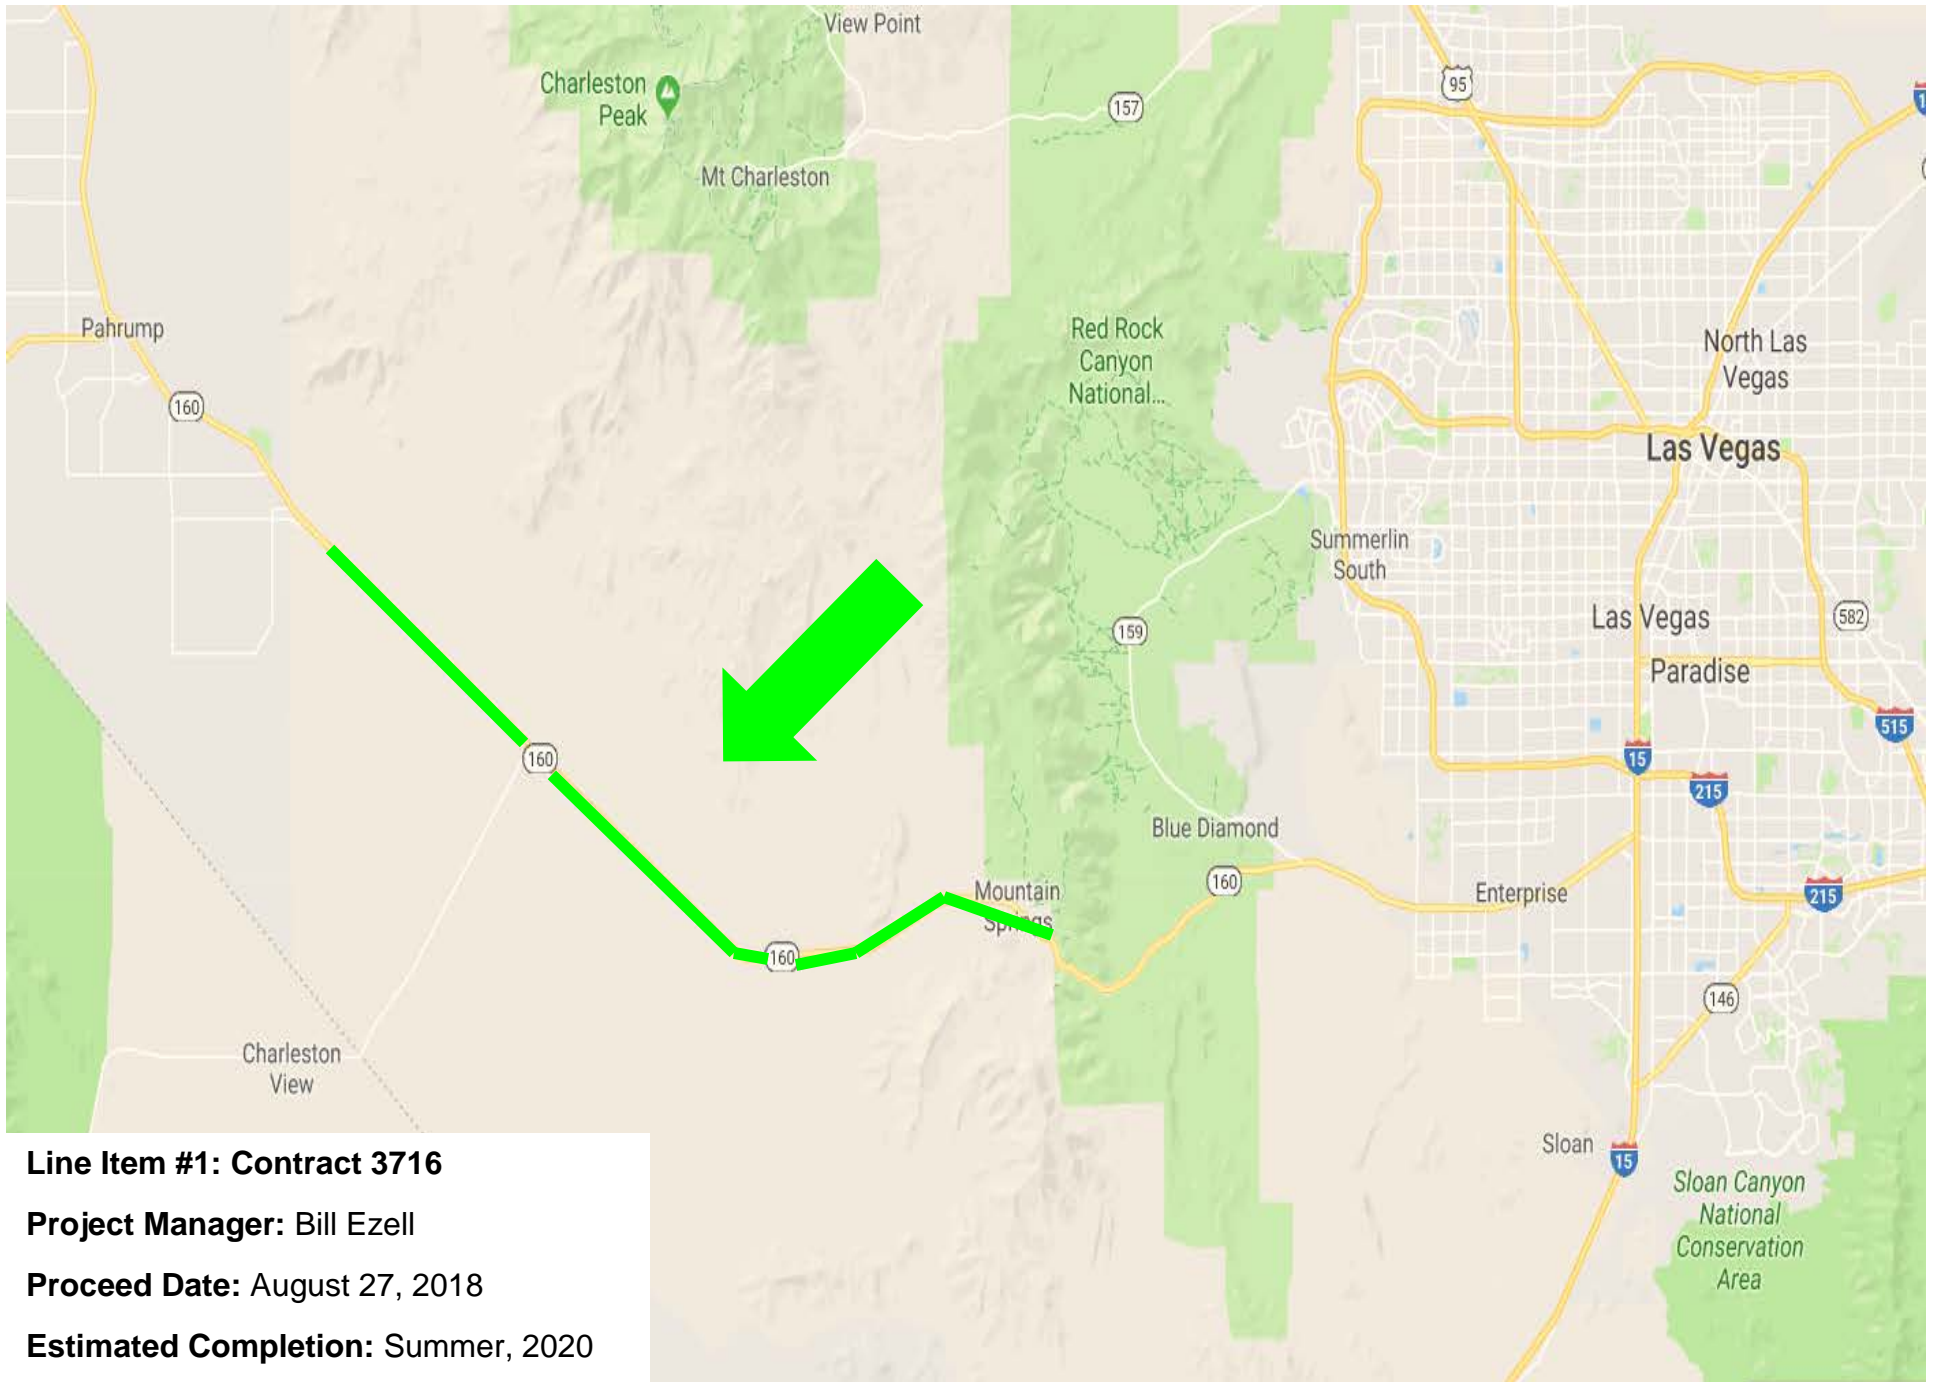 View Point
Charleston
Peak
95
157
1
Mt Charleston
Pahrump
Red Rock
Canyon
National...
North Las
Vegas
160
Las Vegas
Summerlin
South
159
Las Vegas
582
Paradise
515
160
15
215
Blue Diamond
160
Mountain
Springs
Enterprise
215
160
146
Charleston
View
Sloan
15
Sloan Canyon
National
Conservation
Area
Line Item #1: Contract 3716
Project Manager: Bill Ezell
Proceed Date: August 27, 2018
Estimated Completion: Summer, 2020